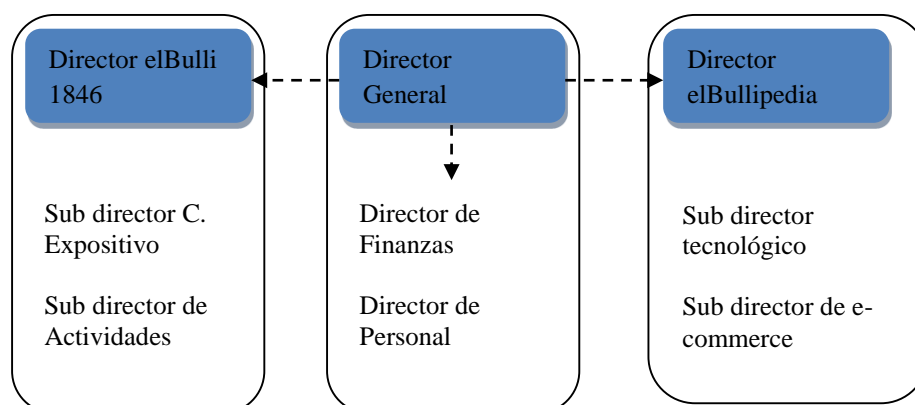 Director elBulli
1846
Sub director C.
Expositivo
Sub director de
Actividades
Director
General
Director de
Finanzas
Director de
Personal
Director
elBullipedia
Sub director
tecnológico
Sub director de e-
commerce